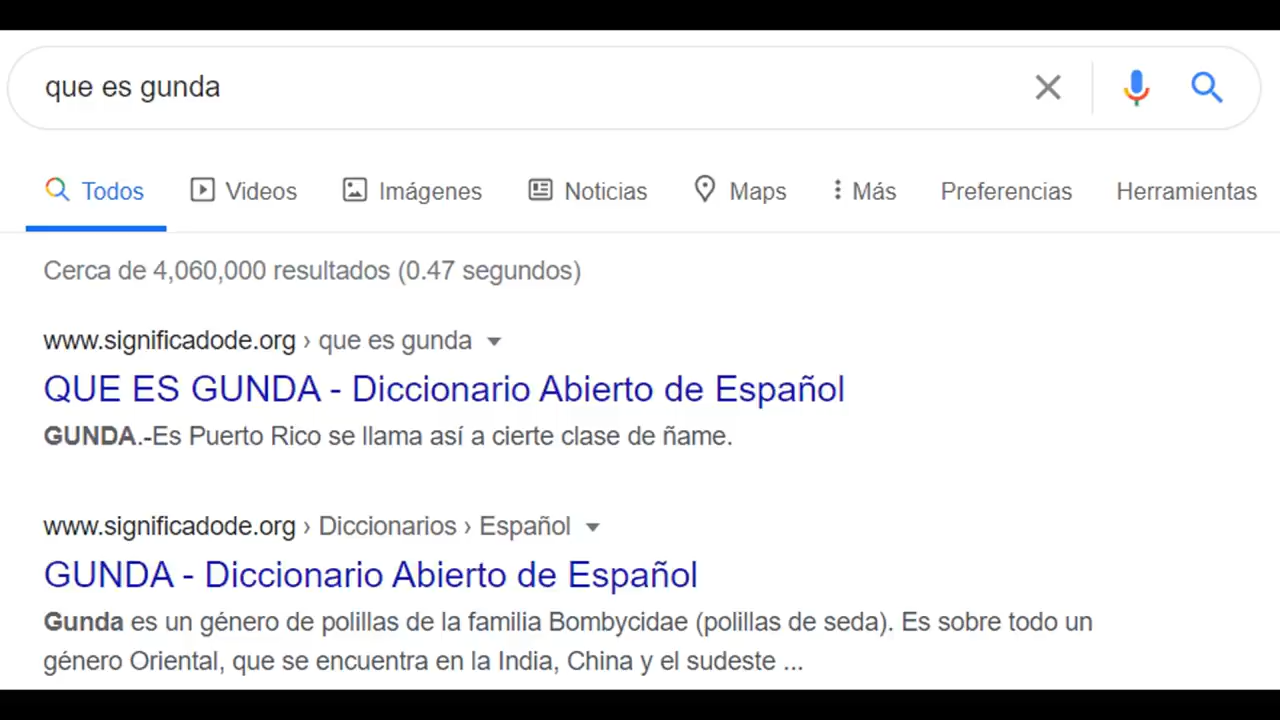 que es gunda
Todos Videos Imágenes Noticias Maps Más Preferencias Herramientas
Cerca de 4,060,000 resultados (0.47 segundos)
www.significadode.org › que es gunda
QUE ES GUNDA - Diccionario Abierto de Español
GUNDA.-Es Puerto Rico se llama así a cierte clase de ñame.
www.significadode.org › Diccionarios › Español
GUNDA - Diccionario Abierto de Español
Gunda es un género de polillas de la familia Bombycidae (polillas de seda). Es sobre todo un
género Oriental, que se encuentra en la India, China y el sudeste ...